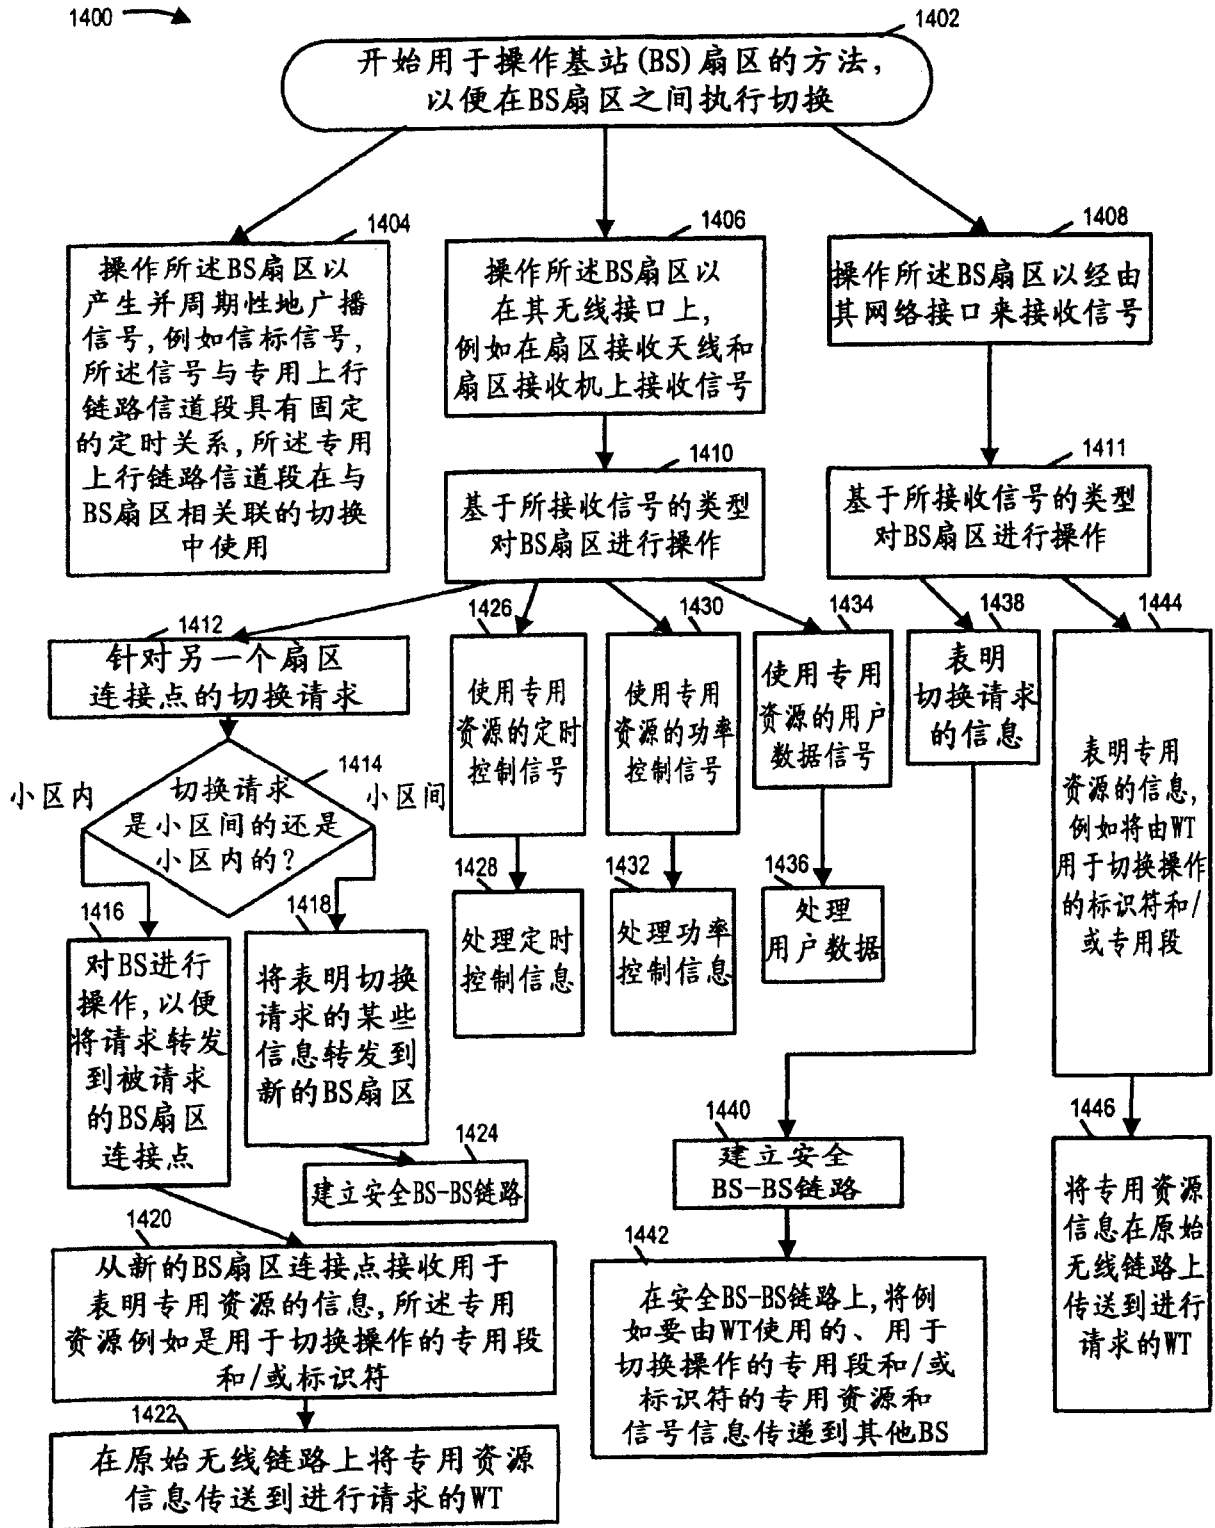 1400
1402
开始用于操作基站(BS)扇区的方法,
以便在BS扇区之间执行切换
1404
操作所述BS扇区以
产生并周期性地广播
信号,例如信标信号,
所述信号与专用上行
链路信道段具有固定
的定时关系,所述专用
上行链路信道段在与
BS扇区相关联的切换
中使用
1406
操作所述BS扇区以
在其无线接口上,
例如在扇区接收天线和
扇区接收机上接收信号
1408
操作所述BS扇区以经由
其网络接口来接收信号
1410
基于所接收信号的类型
对BS扇区进行操作
1411
基于所接收信号的类型
对BS扇区进行操作
1412
针对另一个扇区
连接点的切换请求
1414
切换请求
是小区间的还是
小区内的?
小区内
小区间
1416
对BS进行
操作,以便
将请求转发
到被请求
的BS扇区
连接点
1418
将表明切换
请求的某些
信息转发到
新的BS扇区
1424
建立安全BS-BS链路
1420
从新的BS扇区连接点接收用于
表明专用资源的信息,所述专用
资源例如是用于切换操作的专用段
和/或标识符
1422
在原始无线链路上将专用资源
信息传送到进行请求的WT
1426
使用专用
资源的定时
控制信号
1428
处理定时
控制信息
1430
使用专用
资源的功率
控制信号
1432
处理功率
控制信息
1434
使用专用
资源的用户
数据信号
1436
处理
用户数据
1438
表明
切换请求
的信息
1440
建立安全
BS-BS链路
1442
在安全BS-BS链路上,将例
如要由WT使用的、用于
切换操作的专用段和/或
标识符的专用资源和
信号信息传递到其他BS
1444
表明专用
资源的信息,
例如将由WT
用于切换操作
的标识符和/
或专用段
1446
将专用资源
信息在原始
无线链路上
传送到进行
请求的WT